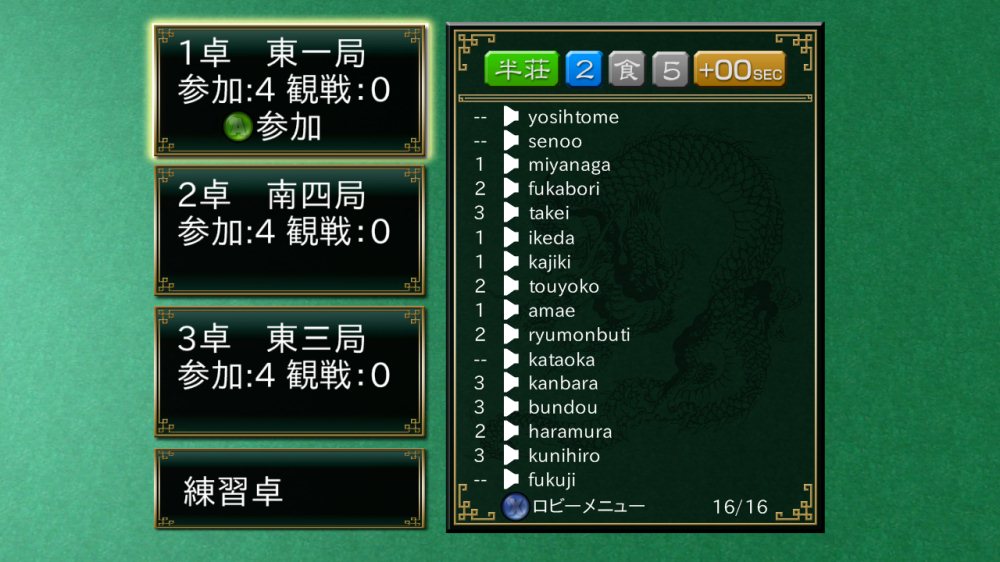 1卓 東一局
参加:4 観戦:0
A 参加
2卓 南四局
参加:4 観戦:0
3卓 東三局
参加:4 観戦:0
練習卓
半荘 2 食 5 +00SEC
-- yosihtome
-- senoo
1 miyanaga
2 fukabori
3 takei
1 ikeda
1 kajiki
2 touyoko
1 amae
2 ryumonbuti
-- kataoka
3 kanbara
3 bundou
2 haramura
3 kunihiro
-- fukuji
X ロビーメニュー 16/16